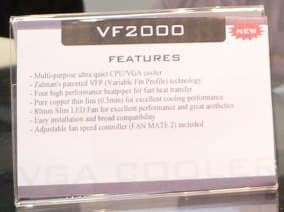 VF2000
NEW
FEATURES
- Multi-purpose ultra quiet CPU/VGA cooler
- Zalman's patented VFP (Variable Fin Profile) technology
- Four high performance heatpipes for fast heat transfer
- Pure copper thin fins (0.3mm) for excellent cooling performance
- 80mm Slim LED Fan for excellent performance and great aesthetics
- Easy installation and broad compatibility
- Adjustable fan speed controller (FAN MATE 2) included
VGA COOLER